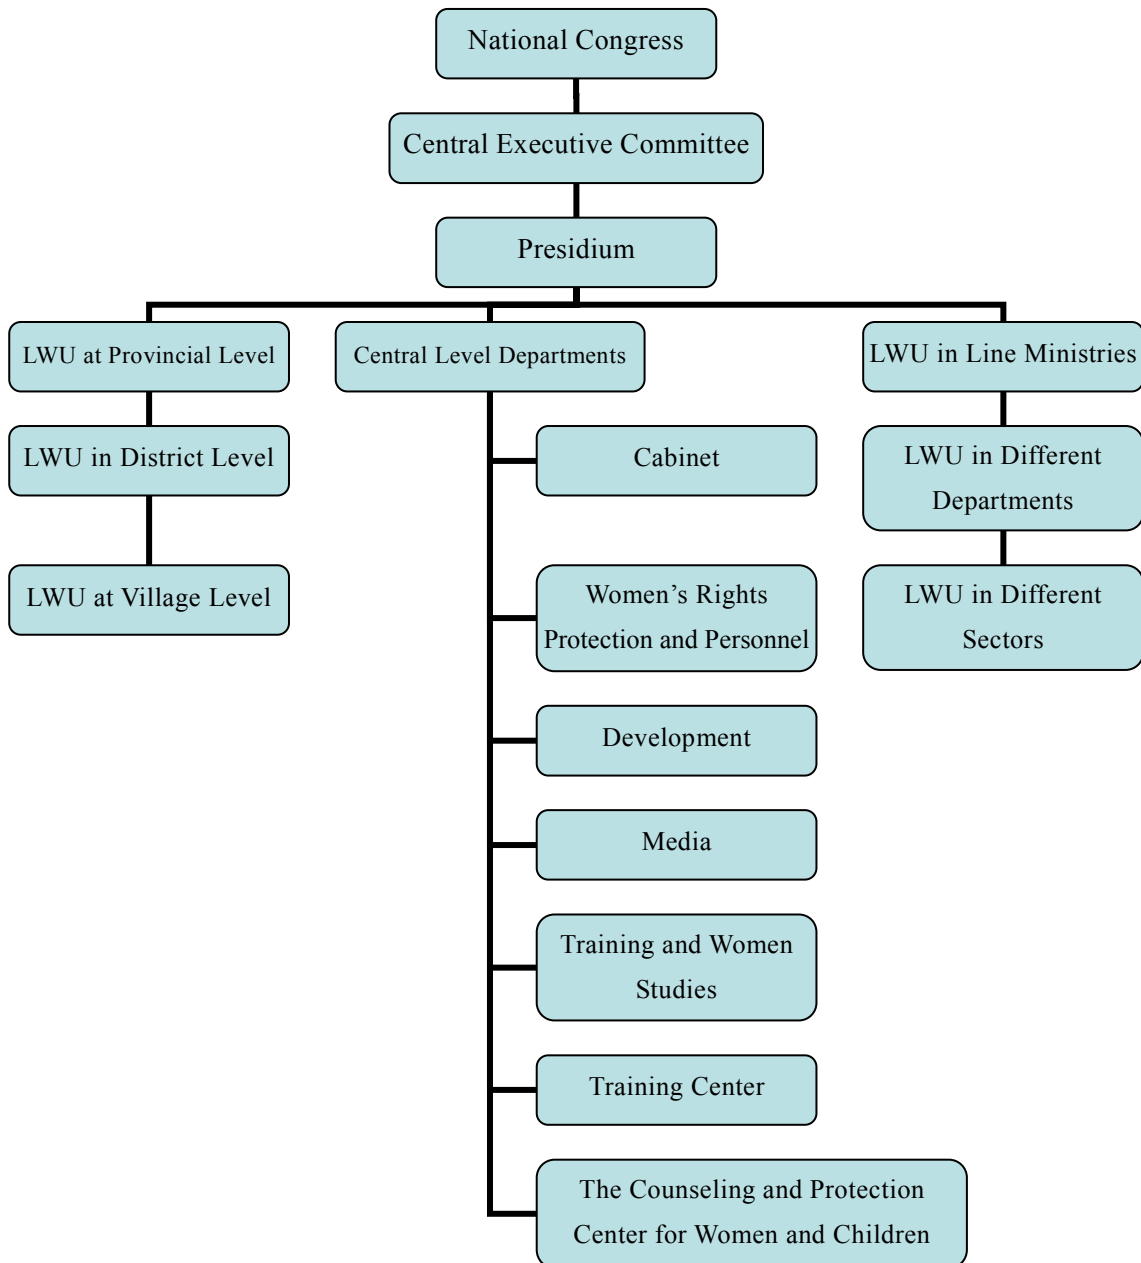 National Congress
Central Executive Committee
Presidium
LWU at Provincial Level
Central Level Departments
LWU in Line Ministries
LWU in District Level
Cabinet
LWU in Different
Departments
LWU at Village Level
Women’s Rights
Protection and Personnel
LWU in Different
Sectors
Development
Media
Training and Women
Studies
Training Center
The Counseling and Protection
Center for Women and Children